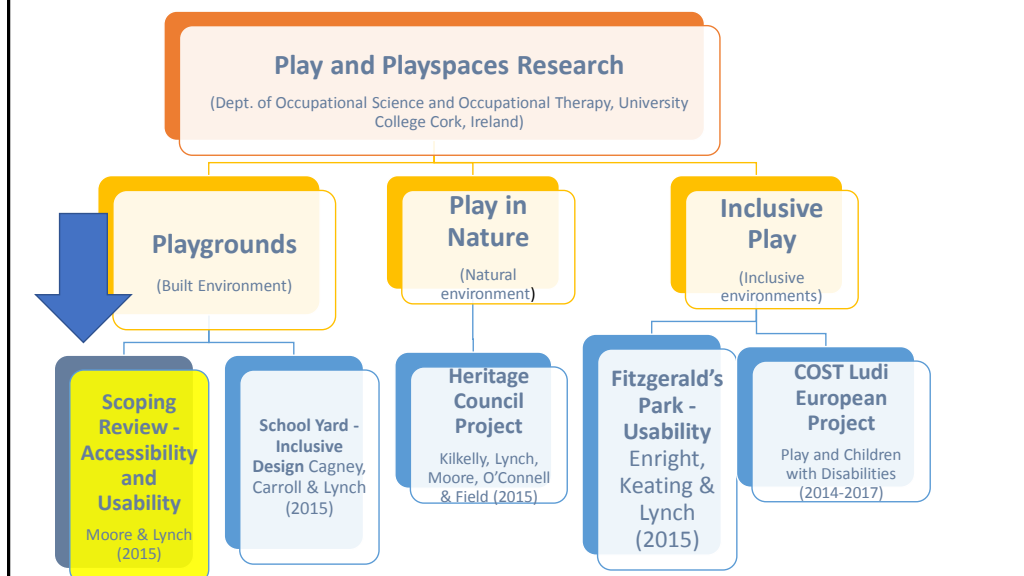 Play and Playspaces Research
(Dept. of Occupational Science and Occupational Therapy, University
College Cork, Ireland)
Playgrounds
(Built Environment)
Play in
Nature
(Natural
environment)
Inclusive
Play
(Inclusive
environments)
Scoping
Review -
Accessibility
and
Usability
Moore & Lynch
(2015)
School Yard -
Inclusive
Design Cagney,
Carroll & Lynch
(2015)
Heritage
Council
Project
Kilkelly, Lynch,
Moore, O’Connell
& Field (2015)
Fitzgerald’s
Park -
Usability
Enright,
Keating &
Lynch
(2015)
COST Ludi
European
Project
Play and Children
with Disabilities
(2014-2017)